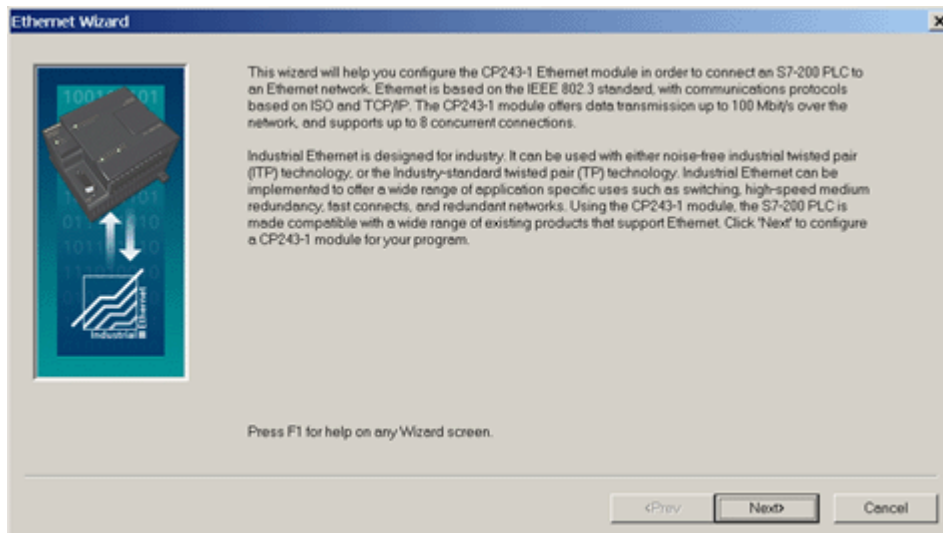 Ethernet Wizard
This wizard will help you configure the CP243-1 Ethernet module in order to connect an S7-200 PLC to
an Ethernet network. Ethernet is based on the IEEE 802.3 standard, with communications protocols
based on ISO and TCP/IP. The CP243-1 module offers data transmission up to 100 Mbit/s over the
network, and supports up to 8 concurrent connections.
Industrial Ethernet is designed for industry. It can be used with either noise-free industrial twisted pair
(ITP) technology, or the Industry-standard twisted pair (TP) technology. Industrial Ethernet can be
implemented to offer a wide range of application specific uses such as switching, high-speed medium
redundancy, fast connects, and redundant networks. Using the CP243-1 module, the S7-200 PLC is
made compatible with a wide range of existing products that support Ethernet. Click 'Next' to configure
a CP243-1 module for your program.
Industrial Ethernet
Press F1 for help on any Wizard screen.
<Prev Next> Cancel